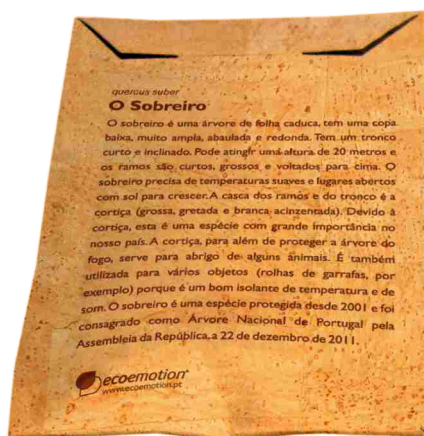 quercus suber
O Sobreiro
O sobreiro é uma árvore de folha caduca, tem uma copa
baixa, muito ampla, abaulada e redonda. Tem um tronco
curto e inclinado. Pode atingir uma altura de 20 metros e
os ramos são curtos, grossos e voltados para cima. O
sobreiro precisa de temperaturas suaves e lugares abertos
com sol para crescer. A casca dos ramos e do tronco é a
cortiça (grossa, gretada e branca acinzentada). Devido à
cortiça, esta é uma espécie com grande importância no
nosso país. A cortiça, para além de proteger a árvore do
fogo, serve para abrigo de alguns animais. É também
utilizada para vários objetos (rolhas de garrafas, por
exemplo) porque é um bom isolante de temperatura e de
som. O sobreiro é uma espécie protegida desde 2001 e foi
consagrado como Árvore Nacional de Portugal pela
Assembleia da República, a 22 de dezembro de 2011.
ecoemotion
www.ecoemotion.pt